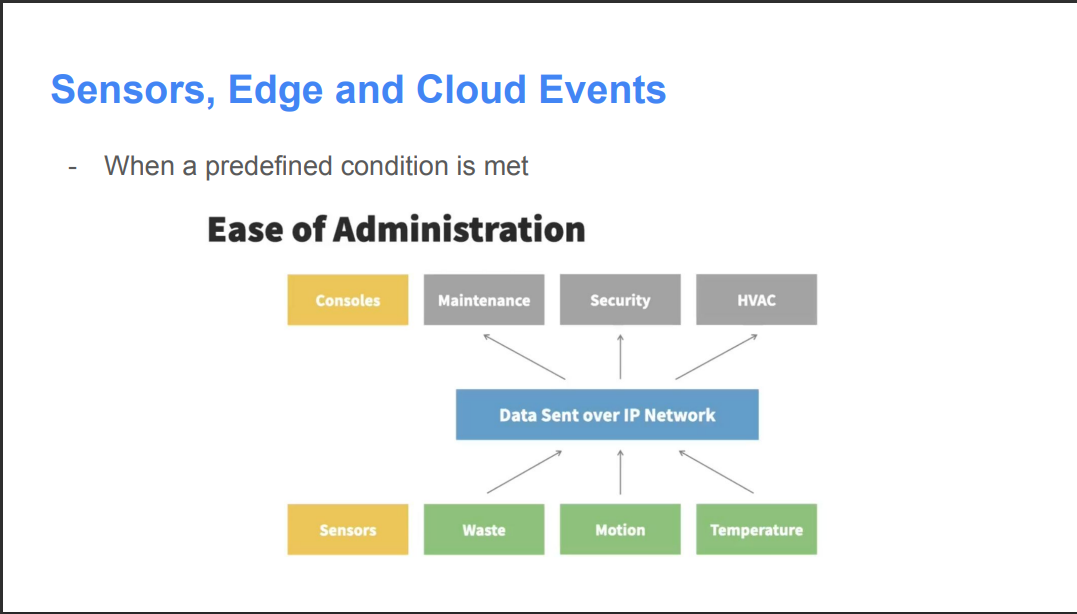 Sensors, Edge and Cloud Events
- When a predefined condition is met
Ease of Administration
Consoles Maintenance Security HVAC
Data Sent over IP Network
Sensors Waste Motion Temperature